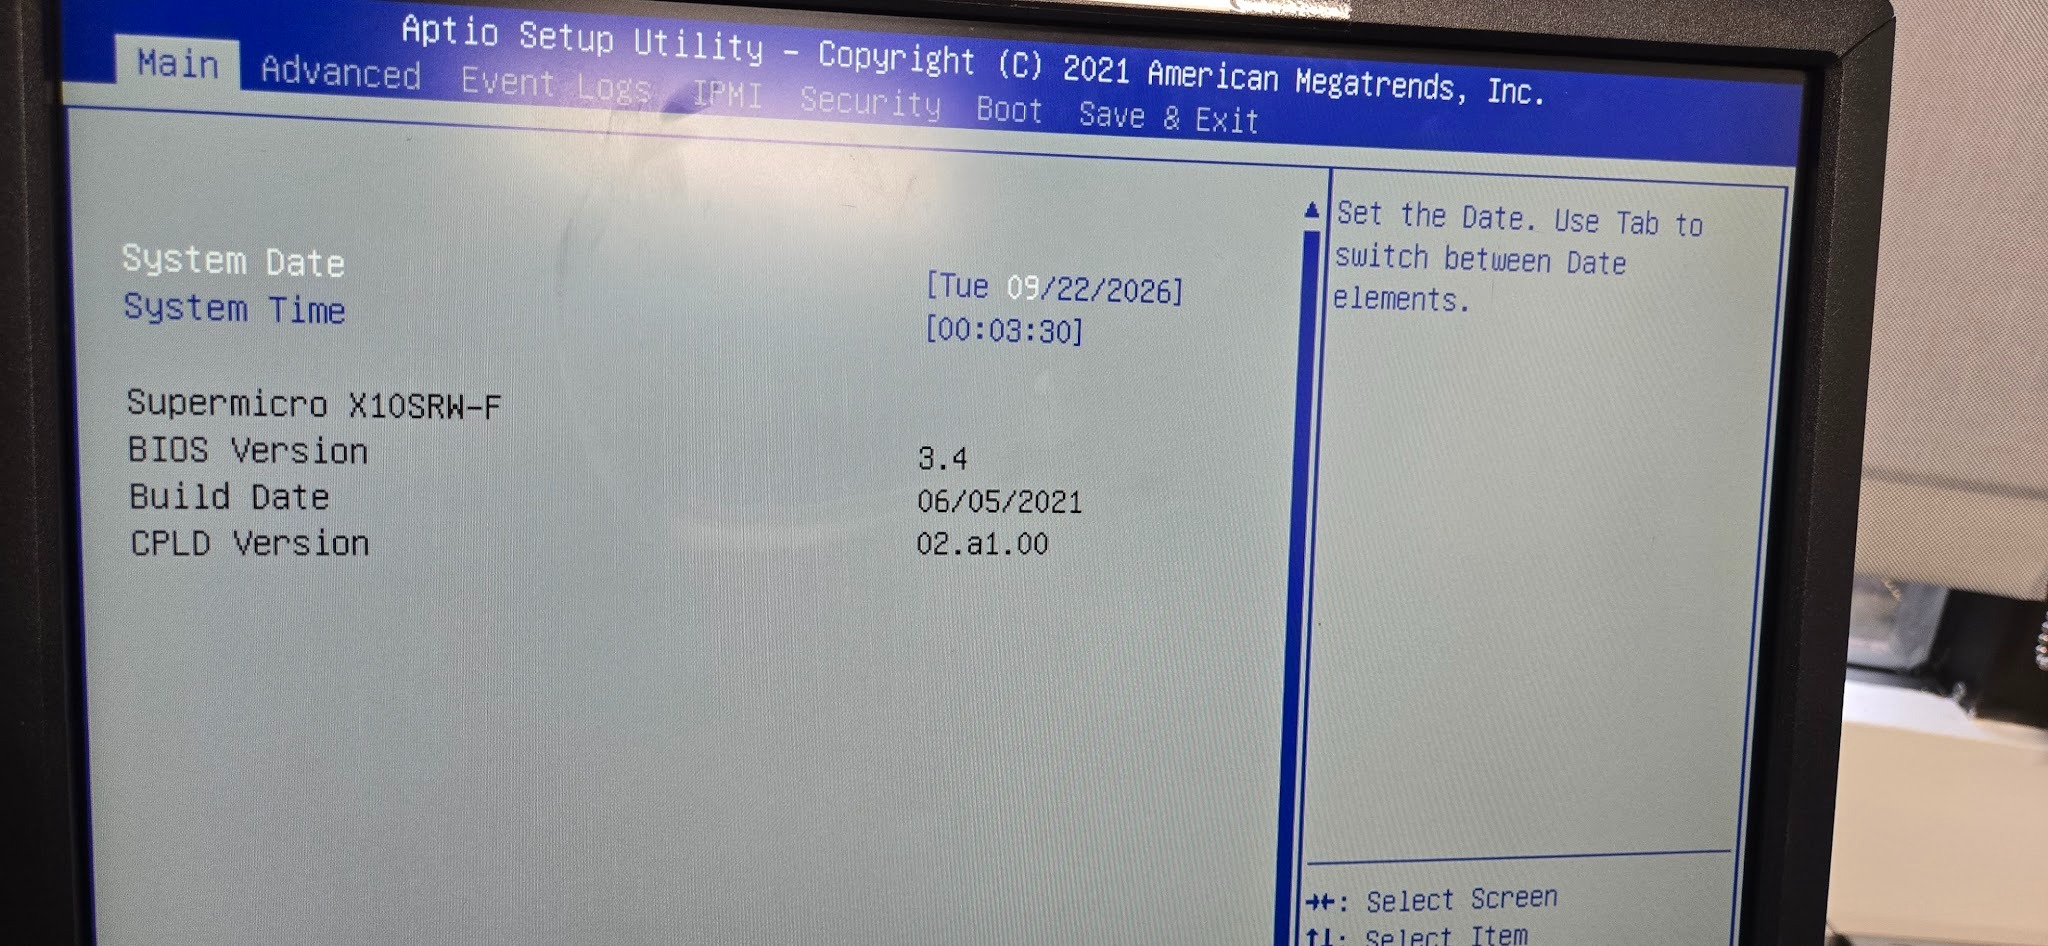 Aptio Setup Utility – Copyright (C) 2021 American Megatrends, Inc.
Main Advanced Event Logs IPMI Security Boot Save & Exit
System Date [Tue 09/22/2026]
System Time [00:03:30]
Supermicro X10SRW-F
BIOS Version 3.4
Build Date 06/05/2021
CPLD Version 02.a1.00
Set the Date. Use Tab to
switch between Date
elements.
→←: Select Screen
↑↓: Select Item